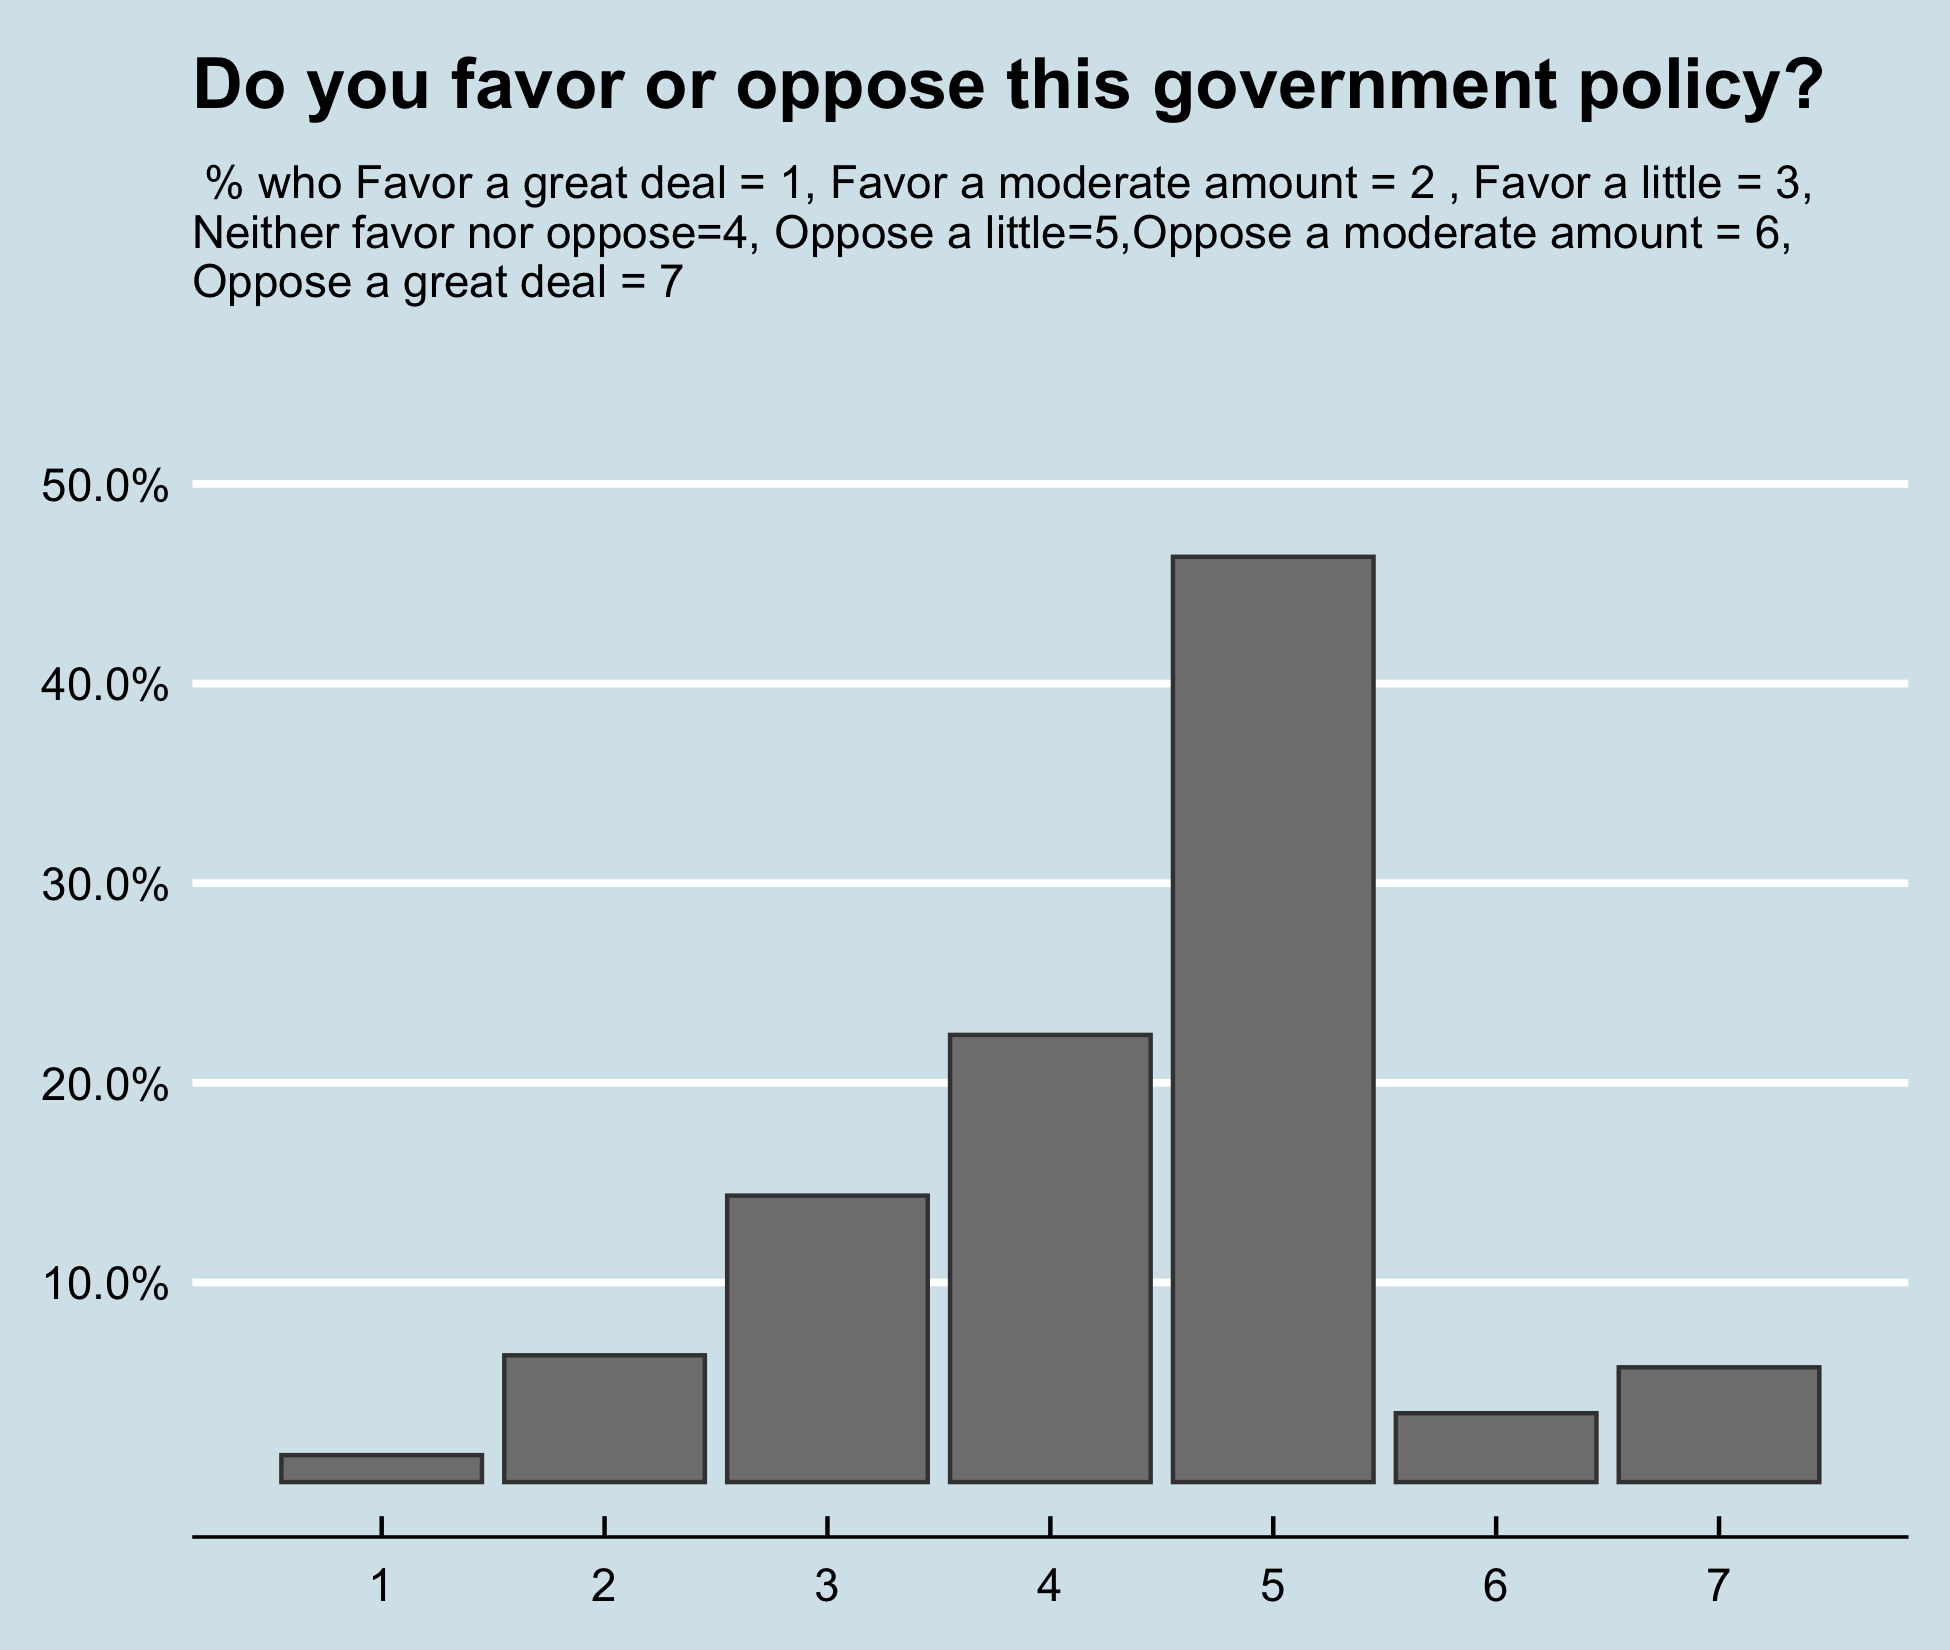 Do you favor or oppose this government policy?
% who Favor a great deal = 1, Favor a moderate amount = 2 , Favor a little = 3,
Neither favor nor oppose=4, Oppose a little=5,Oppose a moderate amount = 6,
Oppose a great deal = 7
50.0%
40.0%
30.0%
20.0%
10.0%
1 2 3 4 5 6 7